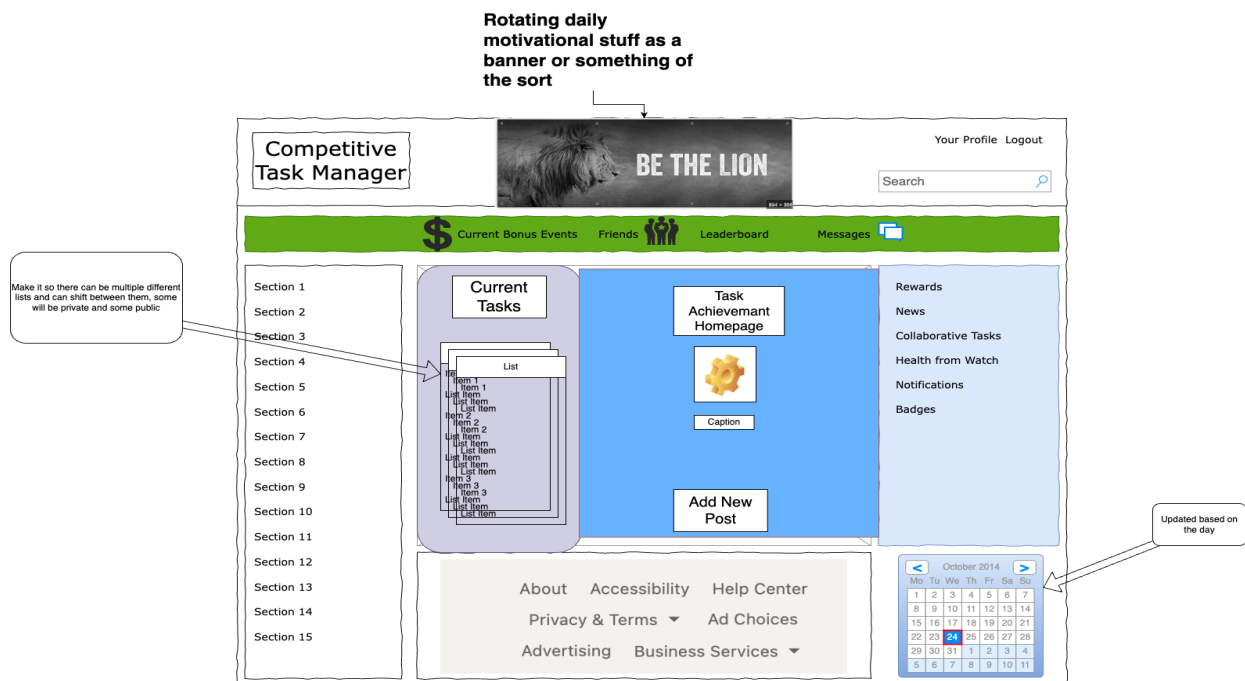 Rotating daily
motivational stuff as a
banner or something of
the sort
Competitive
Task Manager
BE THE LION
Your Profile Logout
Search
Current Bonus Events
Friends
Leaderboard
Messages
Make it so there can be multiple different
lists and can shift between them, some
will be private and some public
Section 1
Section 2
Section 3
Section 4
Section 5
Section 6
Section 7
Section 8
Section 9
Section 10
Section 11
Section 12
Section 13
Section 14
Section 15
Current
Tasks
List
Item 1
Item 1
List Item
List Item
List Item
Item 2
Item 2
Item 2
List Item
List Item
List Item
List Item
List Item
List Item
Item 3
Item 3
Item 3
List Item
List Item
List Item
Task
Achievemant
Homepage
Caption
Add New
Post
Rewards
News
Collaborative Tasks
Health from Watch
Notifications
Badges
Updated based on
the day
About Accessibility Help Center
Privacy & Terms Ad Choices
Advertising Business Services
< October 2014 >
Mo Tu We Th Fr Sa Su
1 2 3 4 5 6 7
8 9 10 11 12 13 14
15 16 17 18 19 20 21
22 23 24 25 26 27 28
29 30 31 1 2 3 4
5 6 7 8 9 10 11